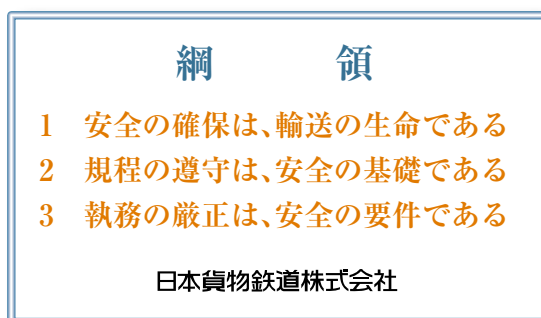 綱　領
1　安全の確保は、輸送の生命である
2　規程の遵守は、安全の基礎である
3　執務の厳正は、安全の要件である
日本貨物鉄道株式会社